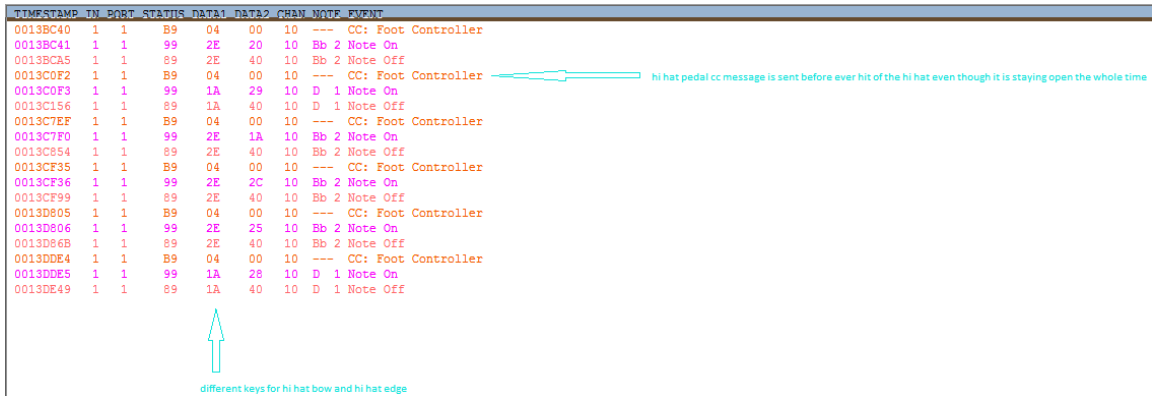 TIMESTAMP IN PORT STATUS DATA1 DATA2 CHAN NOTE EVENT
0013BC40 1 1 B9 04 00 10 --- CC: Foot Controller
0013BC41 1 1 99 2E 20 10 Bb 2 Note On
0013BCA5 1 1 89 2E 40 10 Bb 2 Note Off
0013C0F2 1 1 B9 04 00 10 --- CC: Foot Controller hi hat pedal cc message is sent before ever hit of the hi hat even though it is staying open the whole time
0013C0F3 1 1 99 1A 29 10 D 1 Note On
0013C156 1 1 89 1A 40 10 D 1 Note Off
0013C7EF 1 1 B9 04 00 10 --- CC: Foot Controller
0013C7F0 1 1 99 2E 1A 10 Bb 2 Note On
0013C854 1 1 89 2E 40 10 Bb 2 Note Off
0013CF35 1 1 B9 04 00 10 --- CC: Foot Controller
0013CF36 1 1 99 2E 2C 10 Bb 2 Note On
0013CF99 1 1 89 2E 40 10 Bb 2 Note Off
0013D805 1 1 B9 04 00 10 --- CC: Foot Controller
0013D806 1 1 99 2E 25 10 Bb 2 Note On
0013D86B 1 1 89 2E 40 10 Bb 2 Note Off
0013DDE4 1 1 B9 04 00 10 --- CC: Foot Controller
0013DDE5 1 1 99 1A 28 10 D 1 Note On
0013DE49 1 1 89 1A 40 10 D 1 Note Off
different keys for hi hat bow and hi hat edge